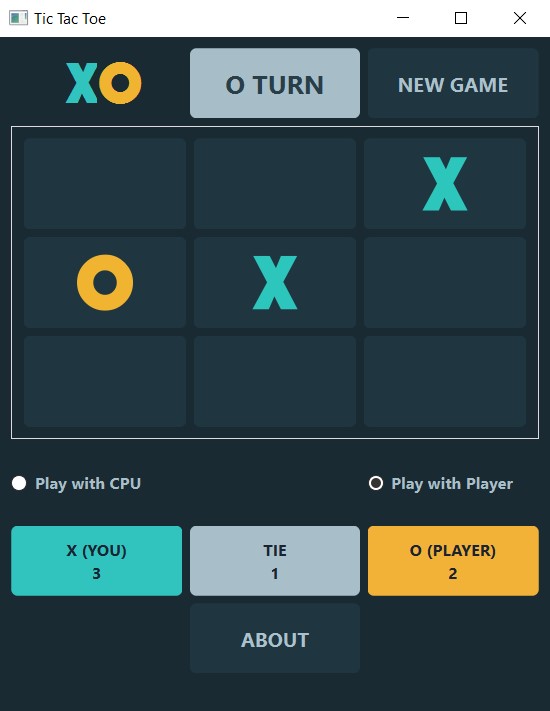 Tic Tac Toe
XO
O TURN
NEW GAME
X
O
X
Play with CPU
Play with Player
X (YOU)
3
TIE
1
O (PLAYER)
2
ABOUT